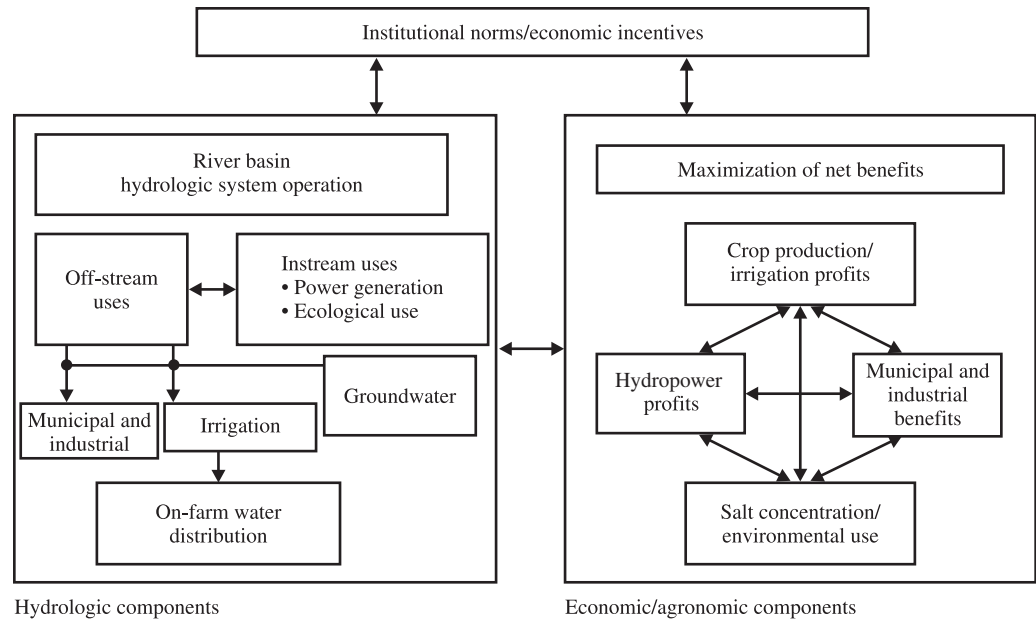 Institutional norms/economic incentives
River basin
hydrologic system operation
Off-stream
uses
Instream uses
• Power generation
• Ecological use
Groundwater
Municipal and
industrial
Irrigation
On-farm water
distribution
Hydrologic components
Maximization of net benefits
Crop production/
irrigation profits
Hydropower
profits
Municipal and
industrial
benefits
Salt concentration/
environmental use
Economic/agronomic components